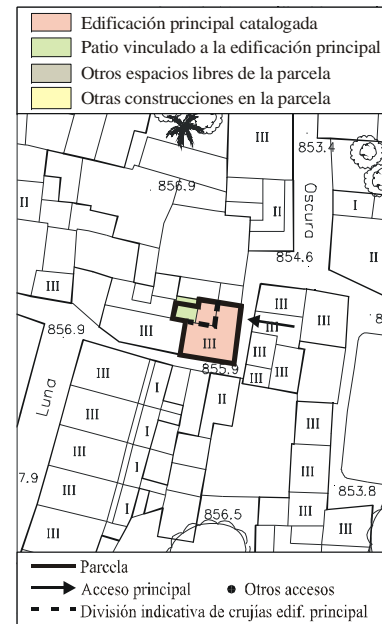 Edificación principal catalogada
Patio vinculado a la edificación principal
Otros espacios libres de la parcela
Otras construcciones en la parcela
III
853.4
856.9
Oscura
I
II
II
II
854.6
III
III
III
III
III
III
III
856.9
III
855.9
III
III
III
Luna
III
I
II
III
I
III
III
7.9
III
I
853.8
III
I
856.5
III
III
Parcela
Acceso principal
Otros accesos
División indicativa de crujías edif. principal